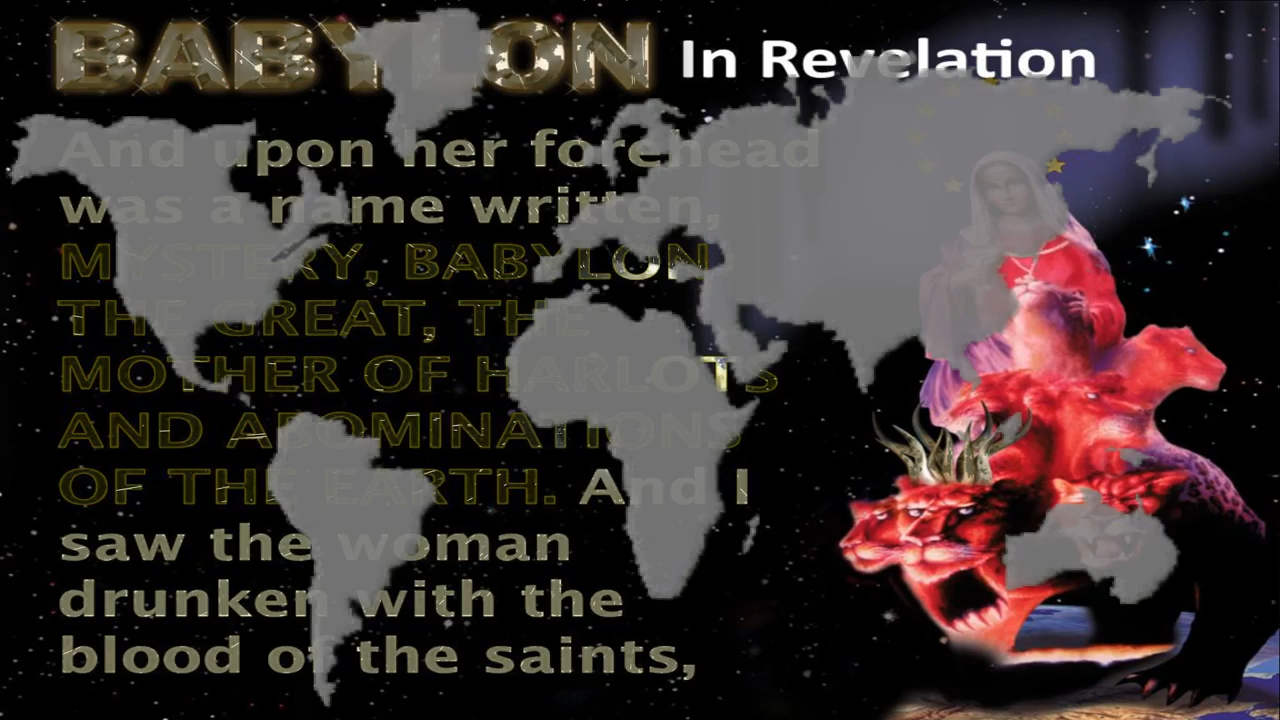 BABYLON In Revelation
And upon her forehead
was a name written,
MYSTERY, BABYLON
THE GREAT, THE
MOTHER OF HARLOTS
AND ABOMINATIONS
OF THE EARTH. And I
saw the woman
drunken with the
blood of the saints,